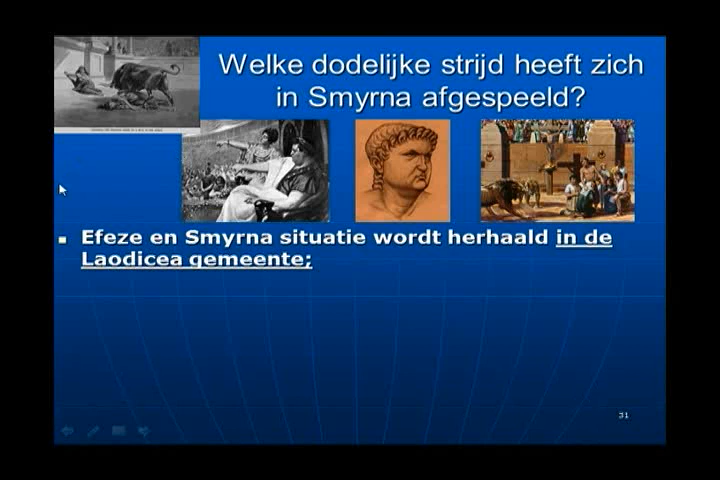 Welke dodelijke strijd heeft zich
in Smyrna afgespeeld?
Efeze en Smyrna situatie wordt herhaald in de
Laodicea gemeente;
31